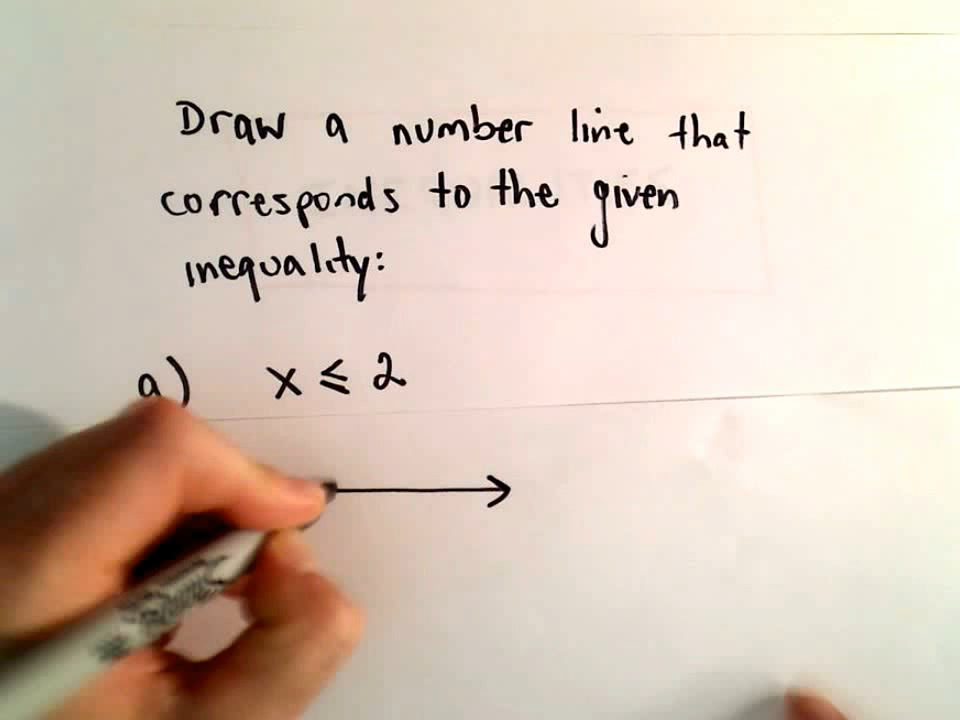 Draw a number line that
corresponds to the given
inequality:
a) x ≤ 2